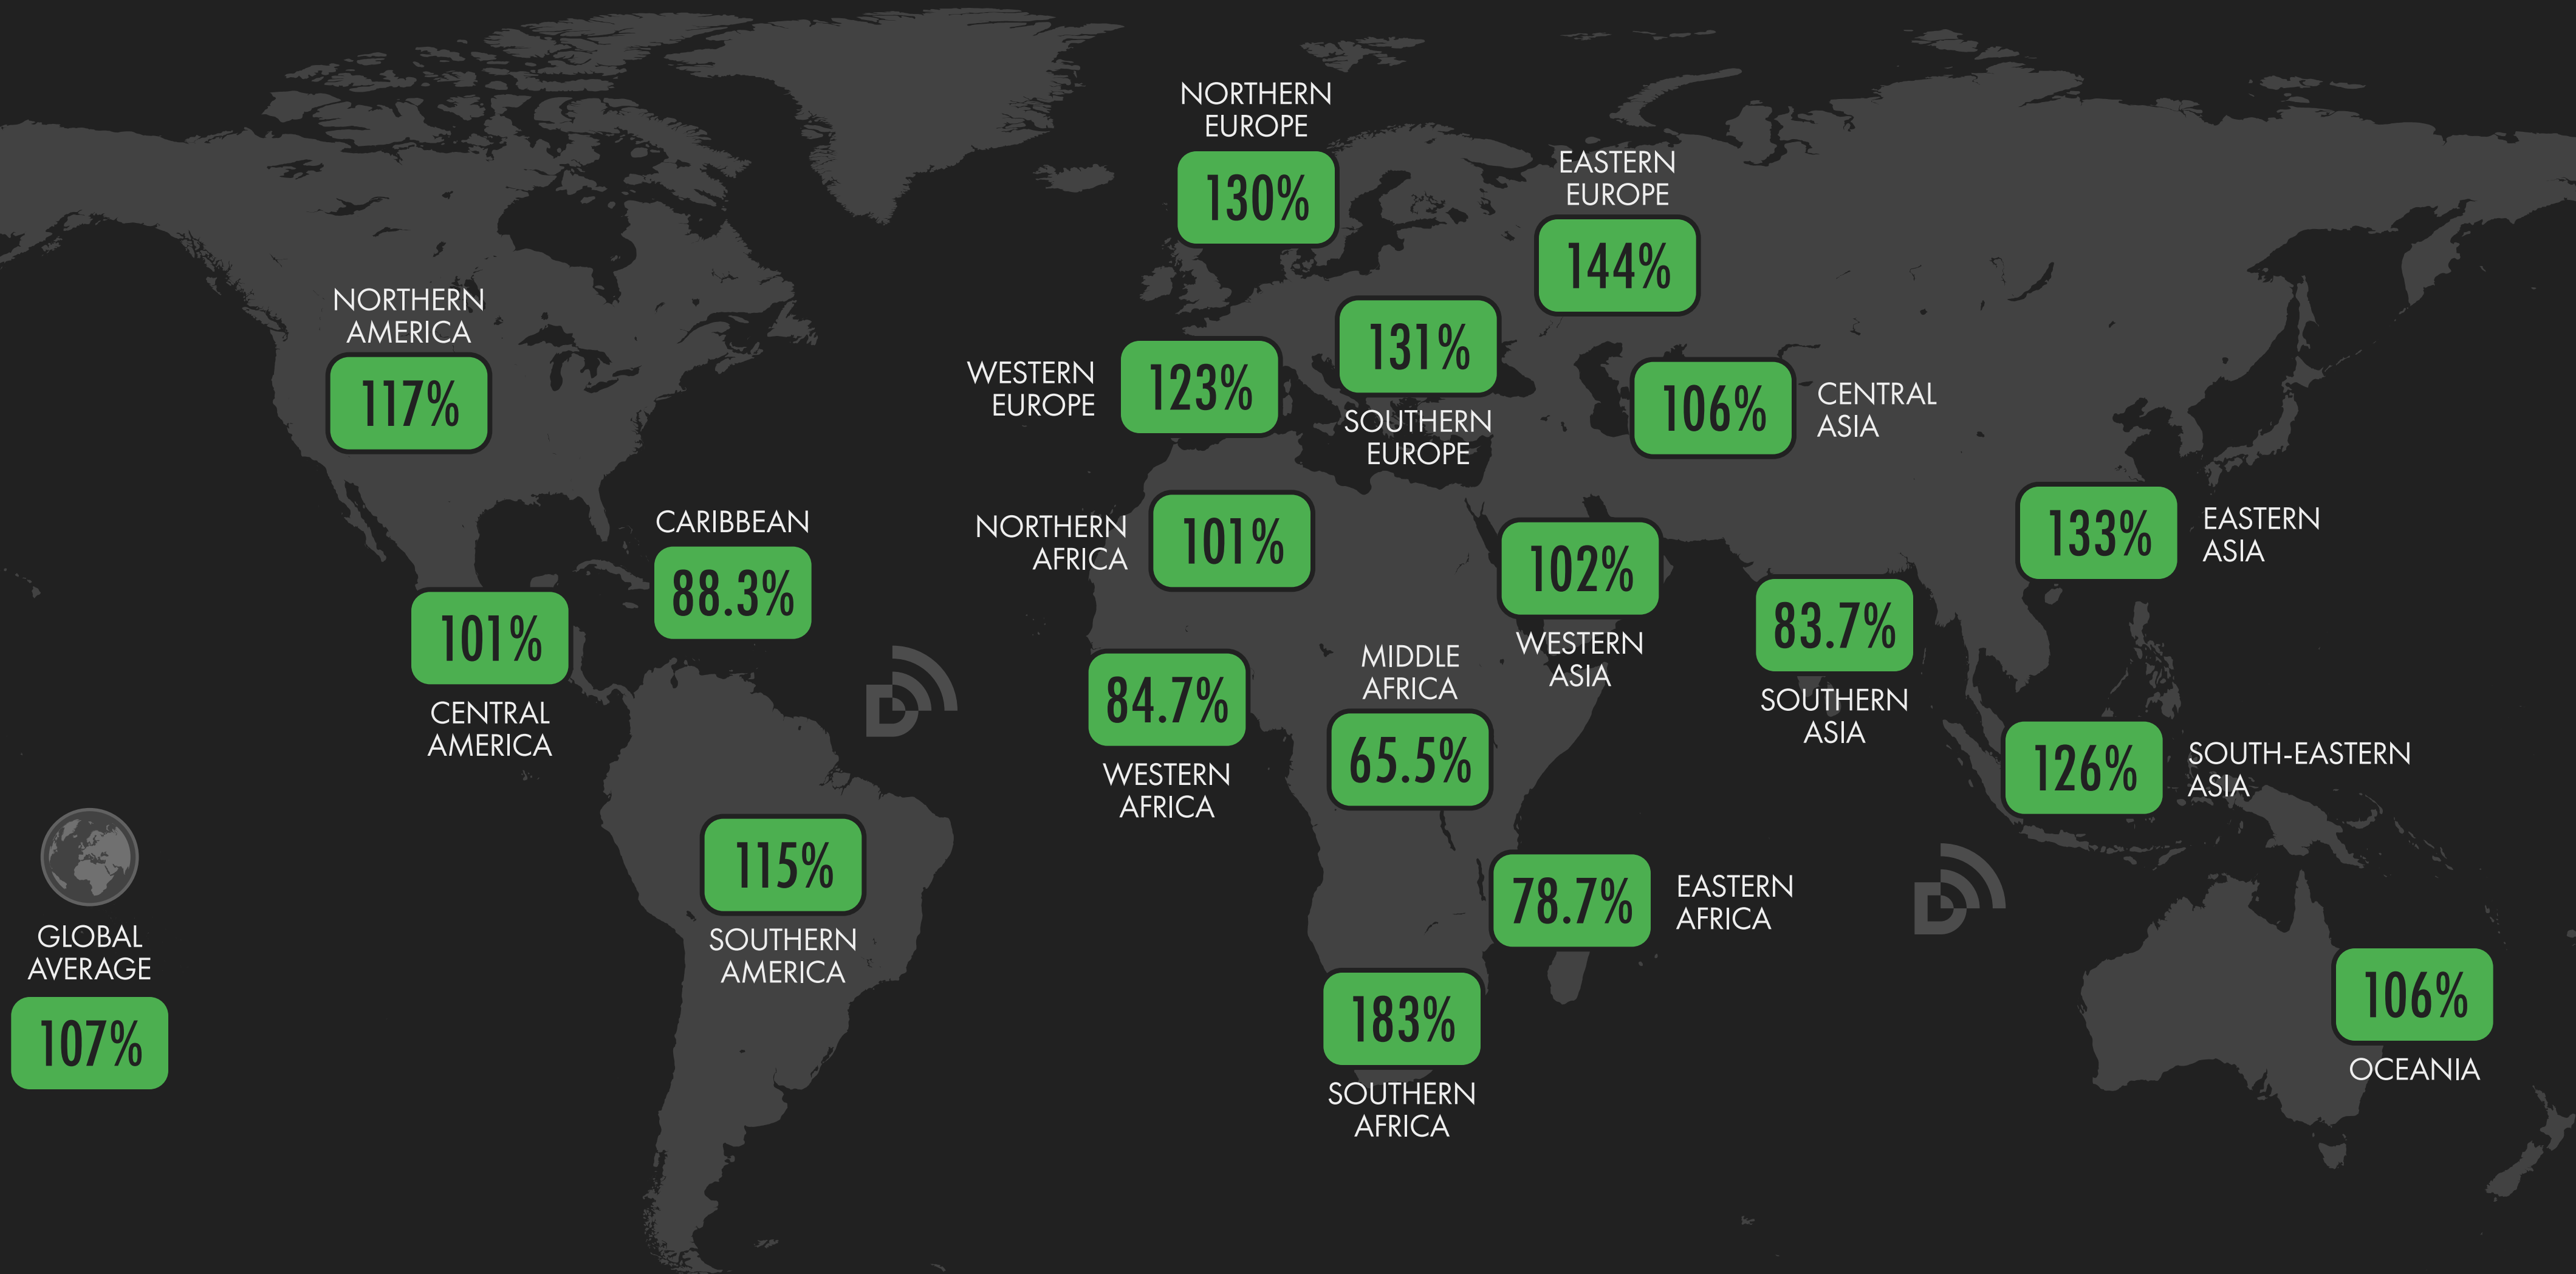 NORTHERN
EUROPE
130%
EASTERN
EUROPE
144%
NORTHERN
AMERICA
117%
WESTERN
EUROPE
123%
131%
SOUTHERN
EUROPE
106%
CENTRAL
ASIA
CARIBBEAN
88.3%
NORTHERN
AFRICA
101%
102%
WESTERN
ASIA
133%
EASTERN
ASIA
101%
CENTRAL
AMERICA
83.7%
SOUTHERN
ASIA
84.7%
WESTERN
AFRICA
MIDDLE
AFRICA
65.5%
126%
SOUTH-EASTERN
ASIA
115%
SOUTHERN
AMERICA
78.7%
EASTERN
AFRICA
GLOBAL
AVERAGE
107%
183%
SOUTHERN
AFRICA
106%
OCEANIA